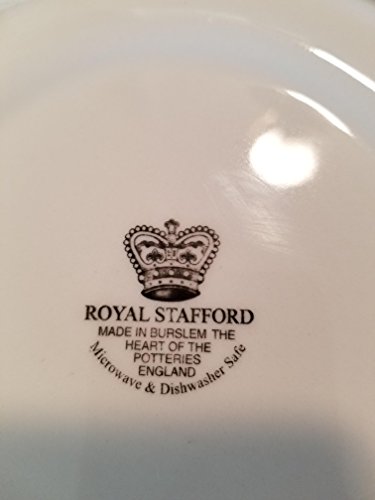 ROYAL STAFFORD
MADE IN BURSLEM THE
HEART OF THE
POTTERIES
ENGLAND
Microwave & Dishwasher Safe